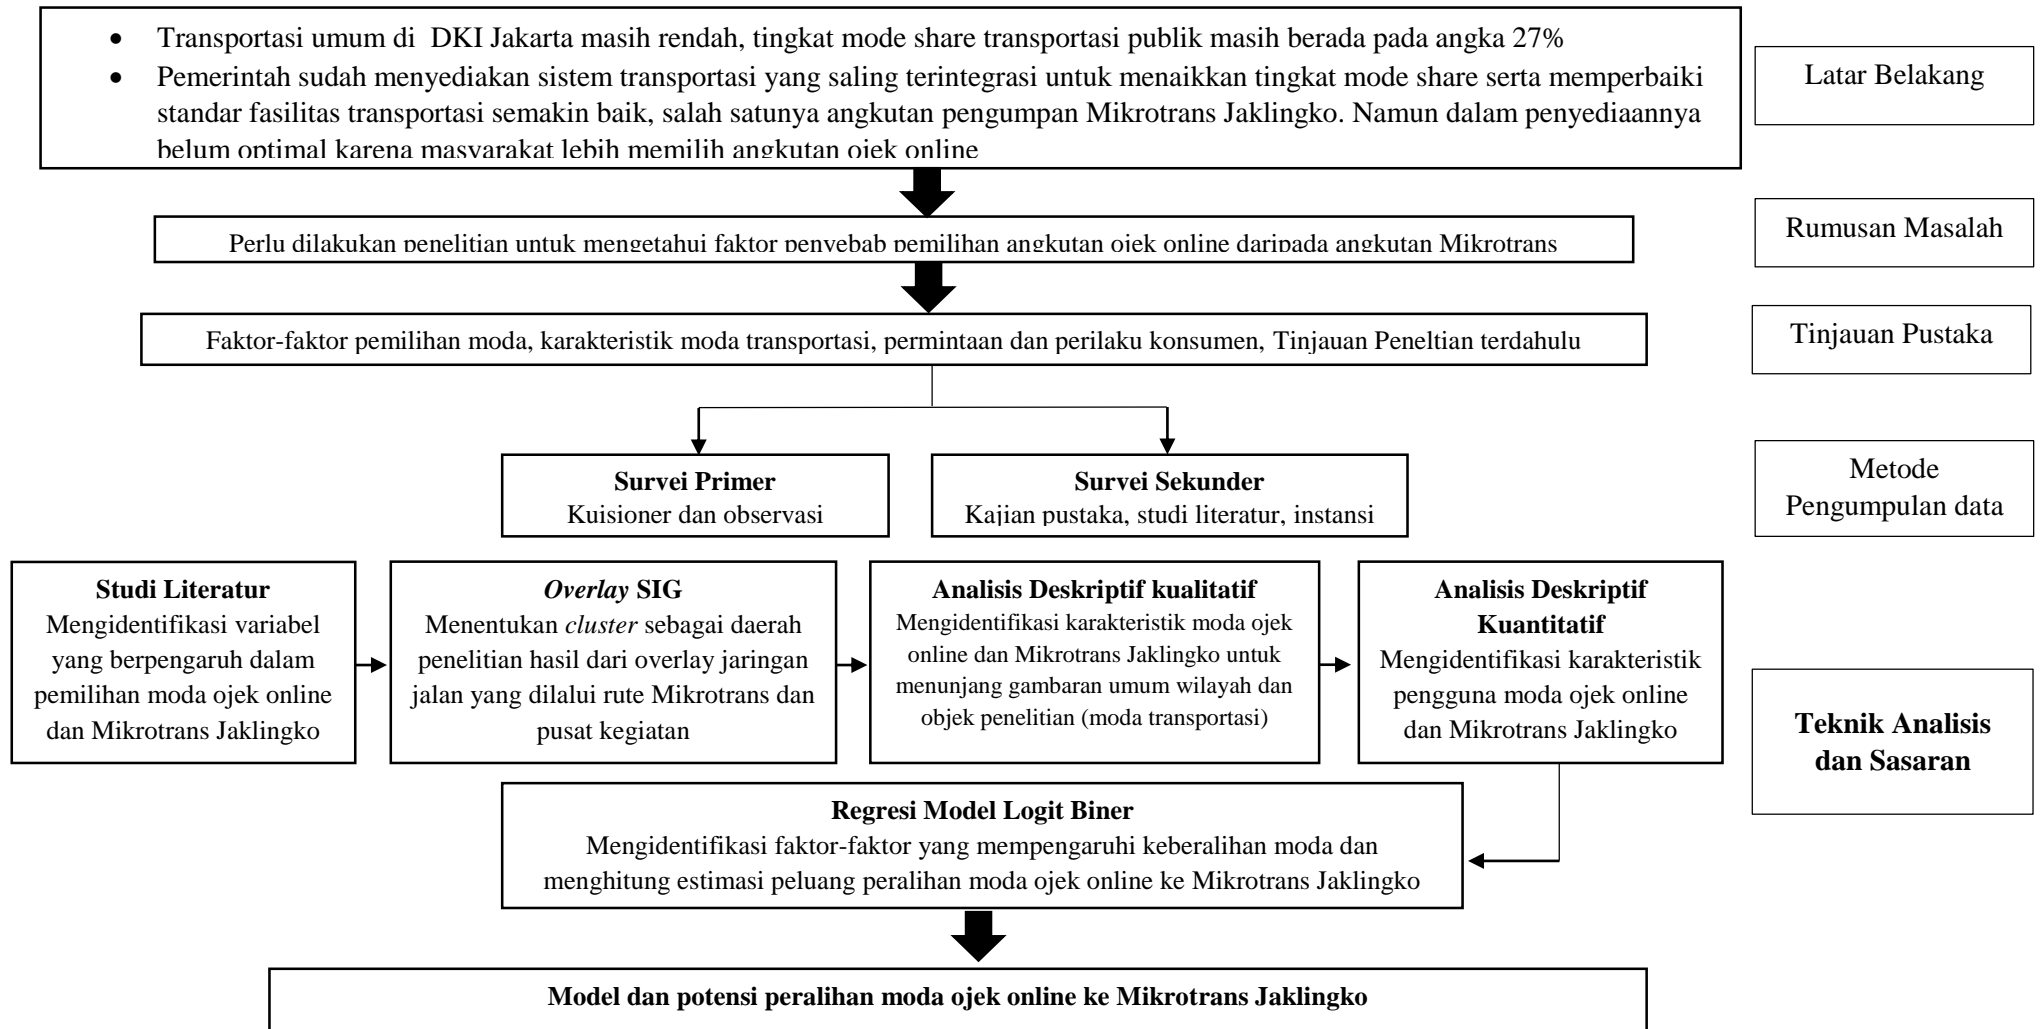 • Transportasi umum di DKI Jakarta masih rendah, tingkat mode share transportasi publik masih berada pada angka 27%
• Pemerintah sudah menyediakan sistem transportasi yang saling terintegrasi untuk menaikkan tingkat mode share serta memperbaiki
standar fasilitas transportasi semakin baik, salah satunya angkutan pengumpan Mikrotrans Jaklingko. Namun dalam penyediaannya
belum optimal karena masyarakat lebih memilih angkutan ojek online
Latar Belakang
Perlu dilakukan penelitian untuk mengetahui faktor penyebab pemilihan angkutan ojek online daripada angkutan Mikrotrans
Rumusan Masalah
Faktor-faktor pemilihan moda, karakteristik moda transportasi, permintaan dan perilaku konsumen, Tinjauan Peneltian terdahulu
Tinjauan Pustaka
Survei Primer
Kuisioner dan observasi
Survei Sekunder
Kajian pustaka, studi literatur, instansi
Metode
Pengumpulan data
Studi Literatur
Mengidentifikasi variabel
yang berpengaruh dalam
pemilihan moda ojek online
dan Mikrotrans Jaklingko
Overlay SIG
Menentukan cluster sebagai daerah
penelitian hasil dari overlay jaringan
jalan yang dilalui rute Mikrotrans dan
pusat kegiatan
Analisis Deskriptif kualitatif
Mengidentifikasi karakteristik moda ojek
online dan Mikrotrans Jaklingko untuk
menunjang gambaran umum wilayah dan
objek penelitian (moda transportasi)
Analisis Deskriptif
Kuantitatif
Mengidentifikasi karakteristik
pengguna moda ojek online
dan Mikrotrans Jaklingko
Teknik Analisis
dan Sasaran
Regresi Model Logit Biner
Mengidentifikasi faktor-faktor yang mempengaruhi keberalihan moda dan
menghitung estimasi peluang peralihan moda ojek online ke Mikrotrans Jaklingko
Model dan potensi peralihan moda ojek online ke Mikrotrans Jaklingko